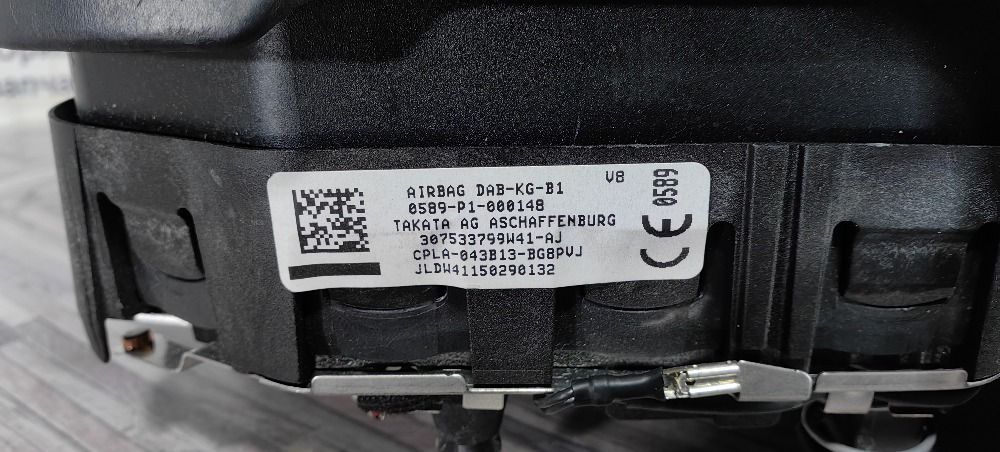 AIRBAG DAB-KG-B1
V8
0589-P1-000148
TAKATA AG ASCHAFFENBURG
307533799W41-AJ
CPLA-043B13-BG8PVJ
JLDW41150290132
CE 0589